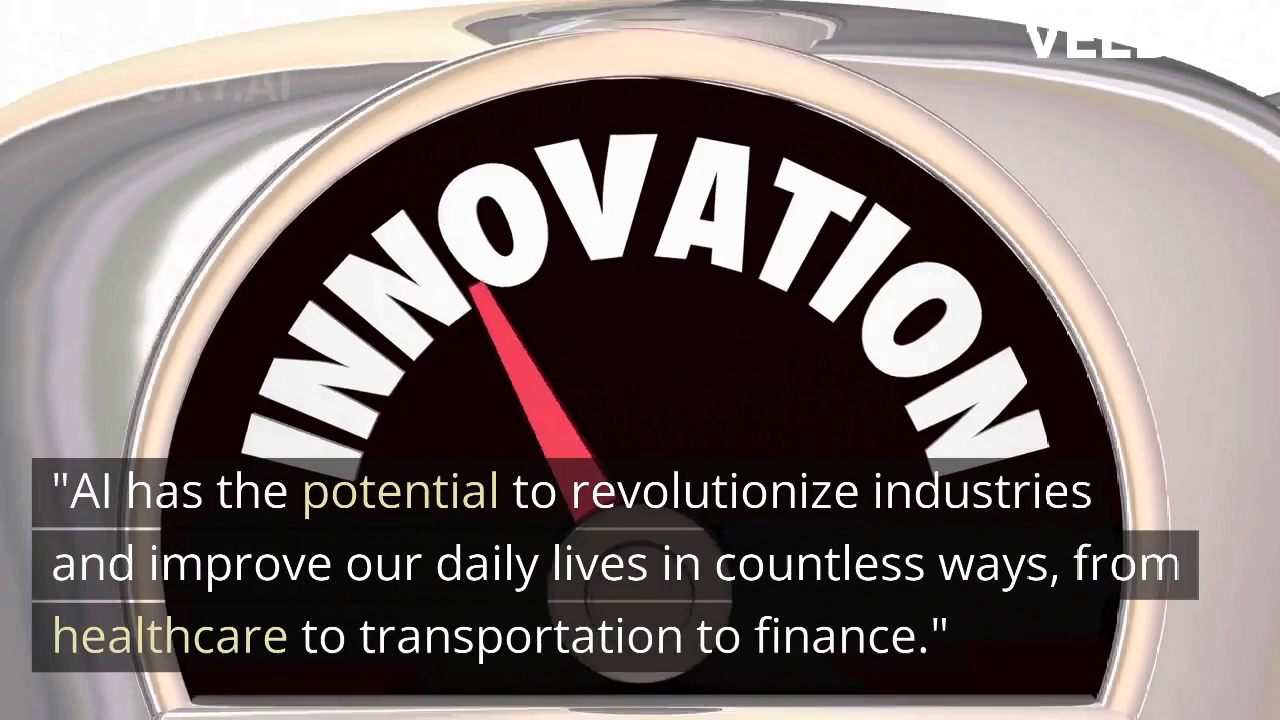 INNOVATION
"AI has the potential to revolutionize industries
and improve our daily lives in countless ways, from
healthcare to transportation to finance."